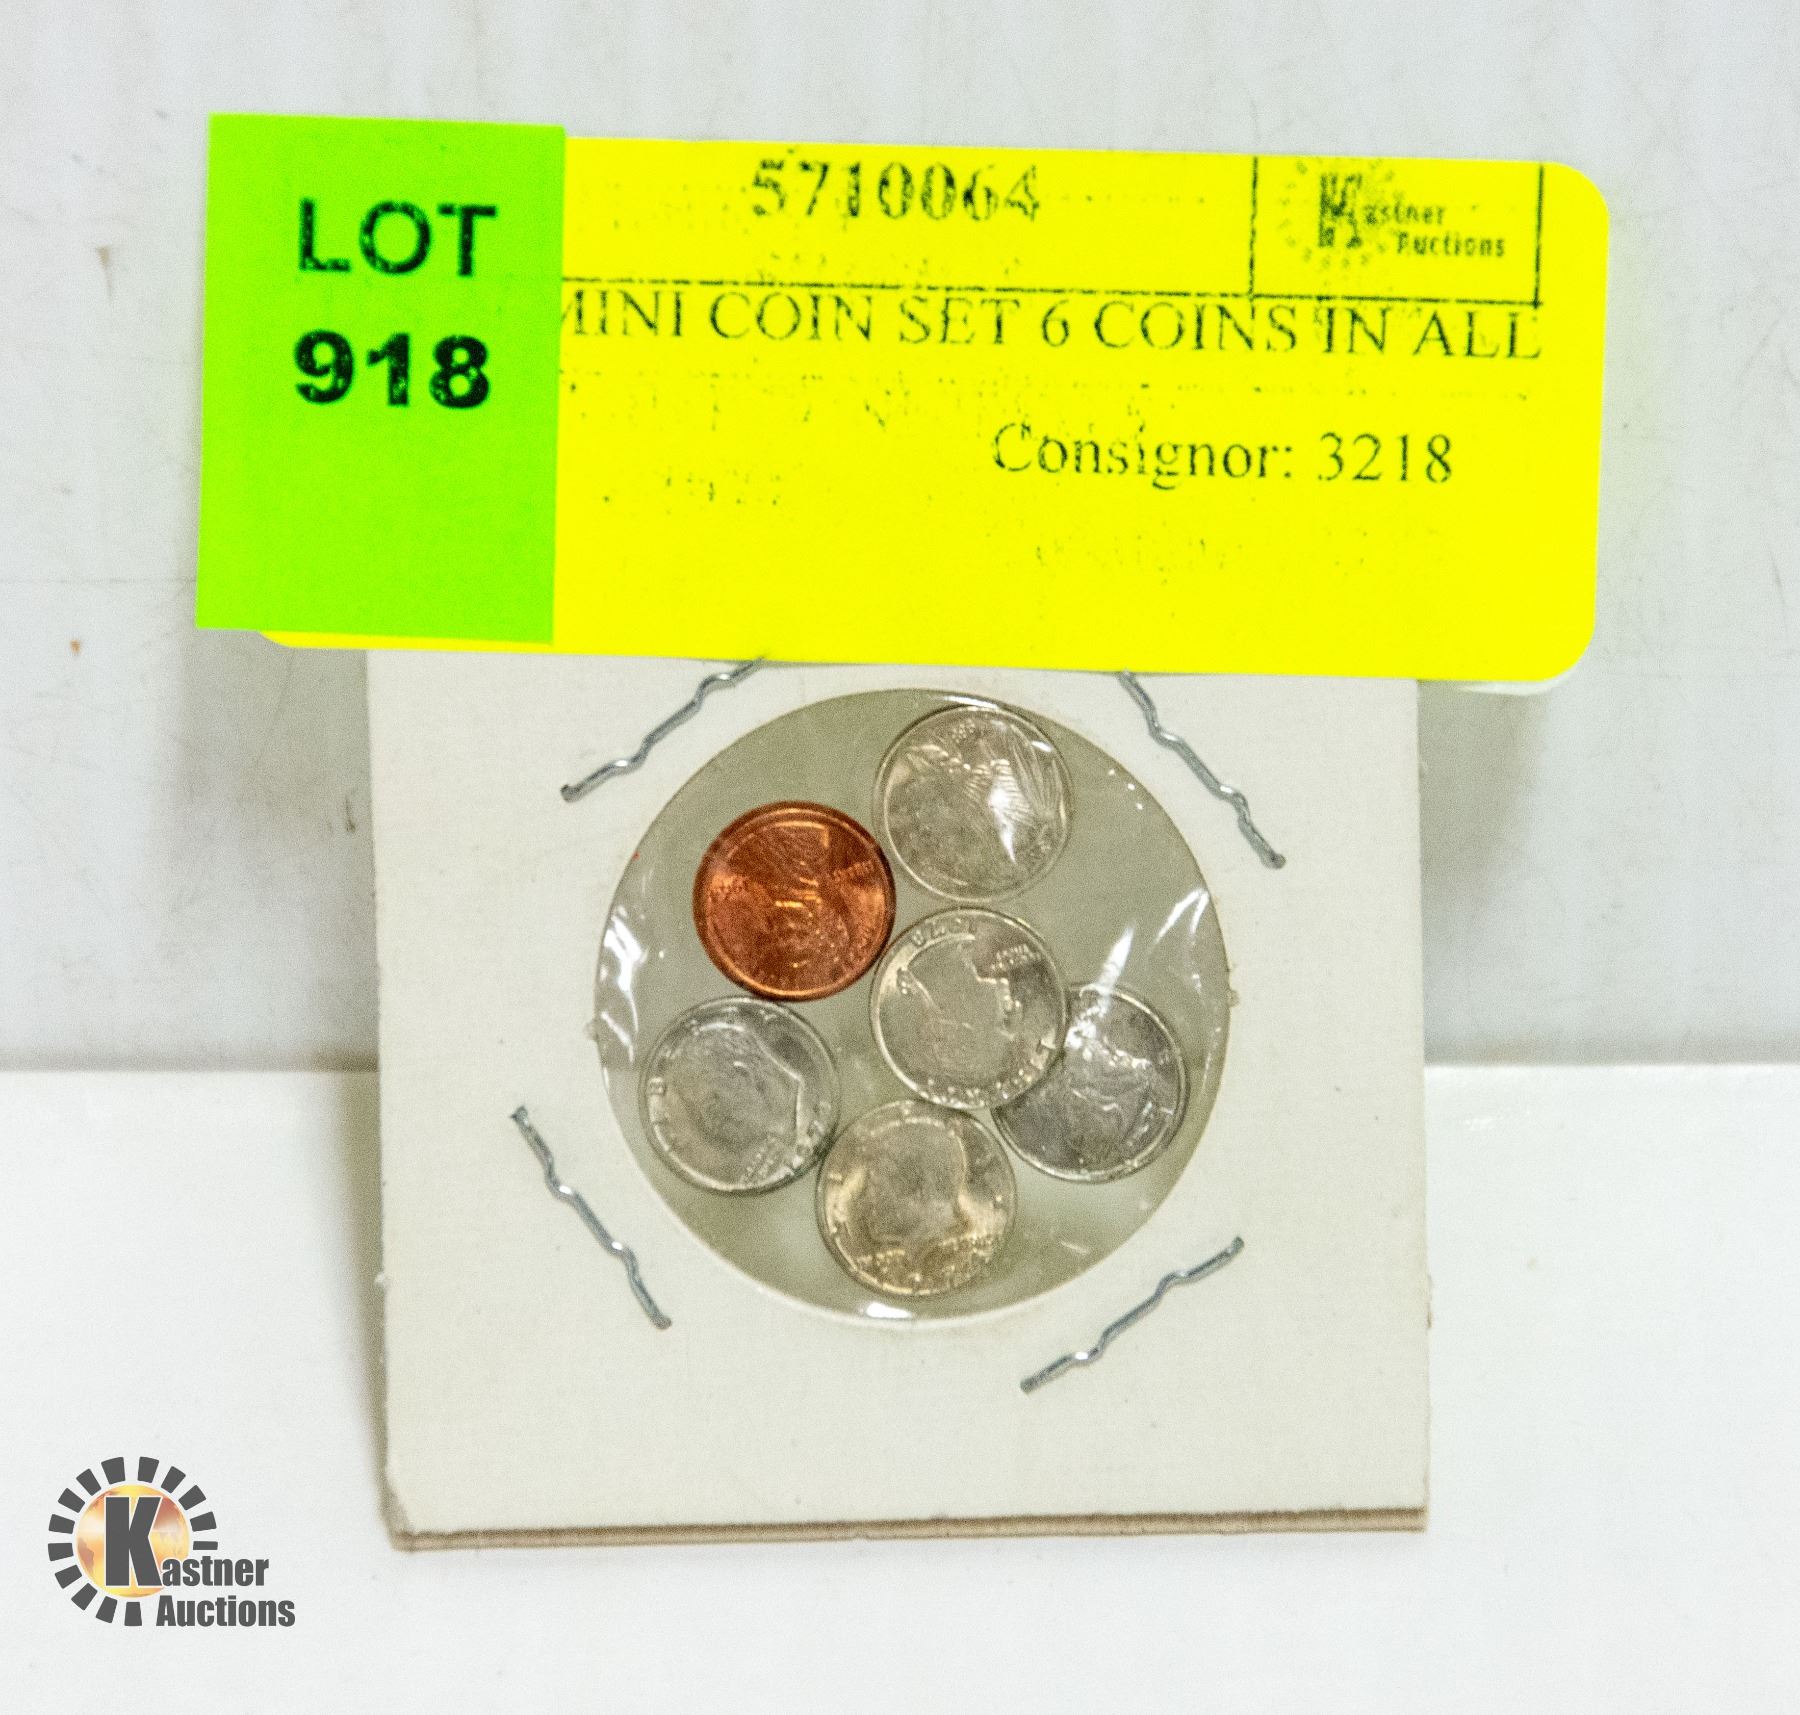 LOT
918
5710064
Kastner
Auctions
MINI COIN SET 6 COINS IN ALL
Consignor: 3218
Kastner
Auctions